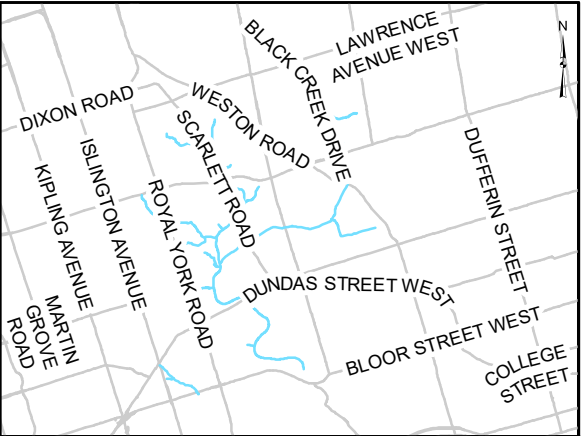 N
LAWRENCE
AVENUE WEST
BLACK CREEK DRIVE
DIXON ROAD
WESTON ROAD
SCARLETT ROAD
DUFFERIN STREET
ISLINGTON AVENUE
KIPLING AVENUE
ROYAL YORK ROAD
DUNDAS STREET WEST
MARTIN
GROVE
ROAD
BLOOR STREET WEST
COLLEGE
STREET